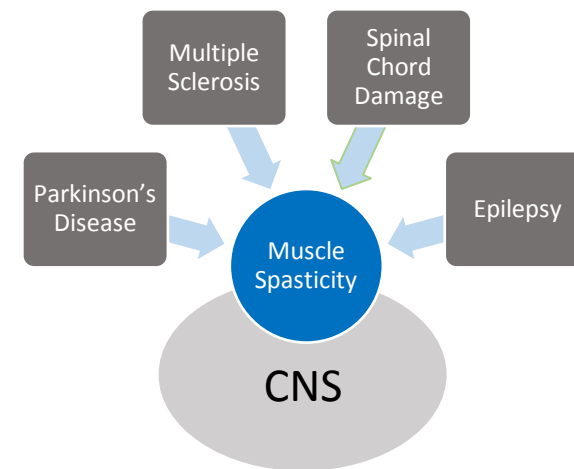 Multiple
Sclerosis
Spinal
Chord
Damage
Parkinson's
Disease
Epilepsy
Muscle
Spasticity
CNS